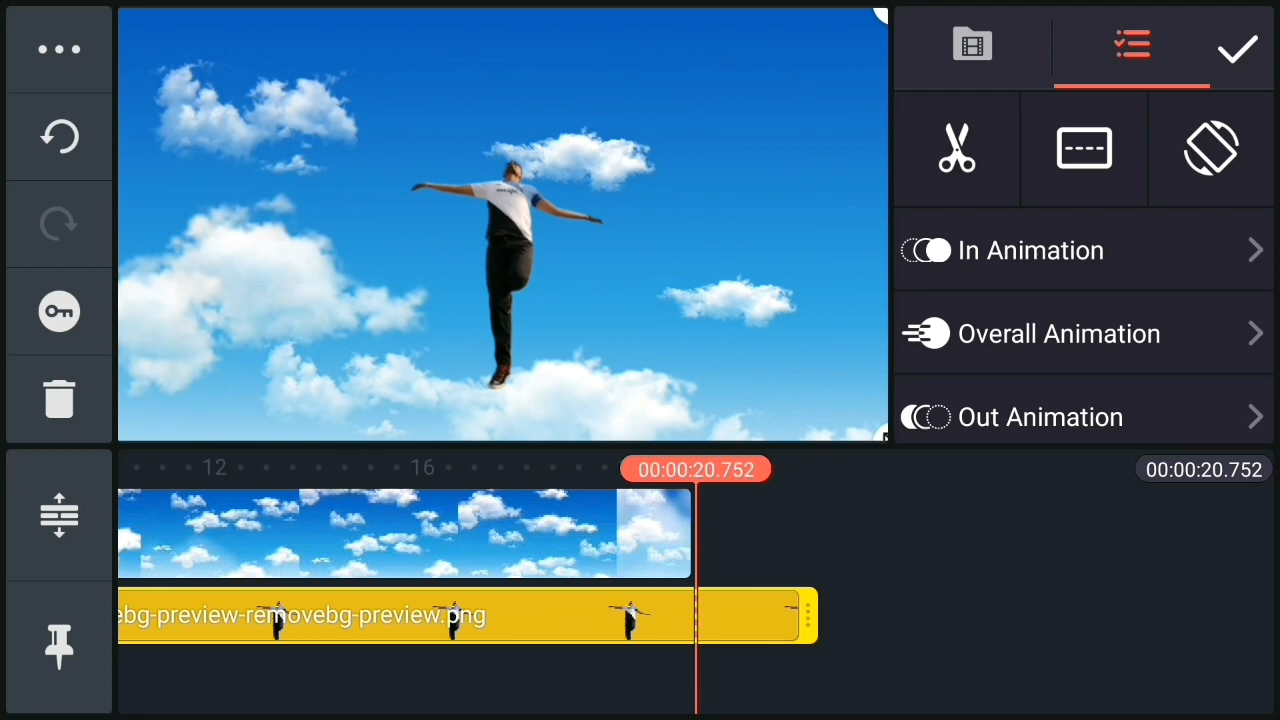 In Animation
Overall Animation
Out Animation
12
16
00:00:20.752
00:00:20.752
ebg-preview-removebg-preview.png